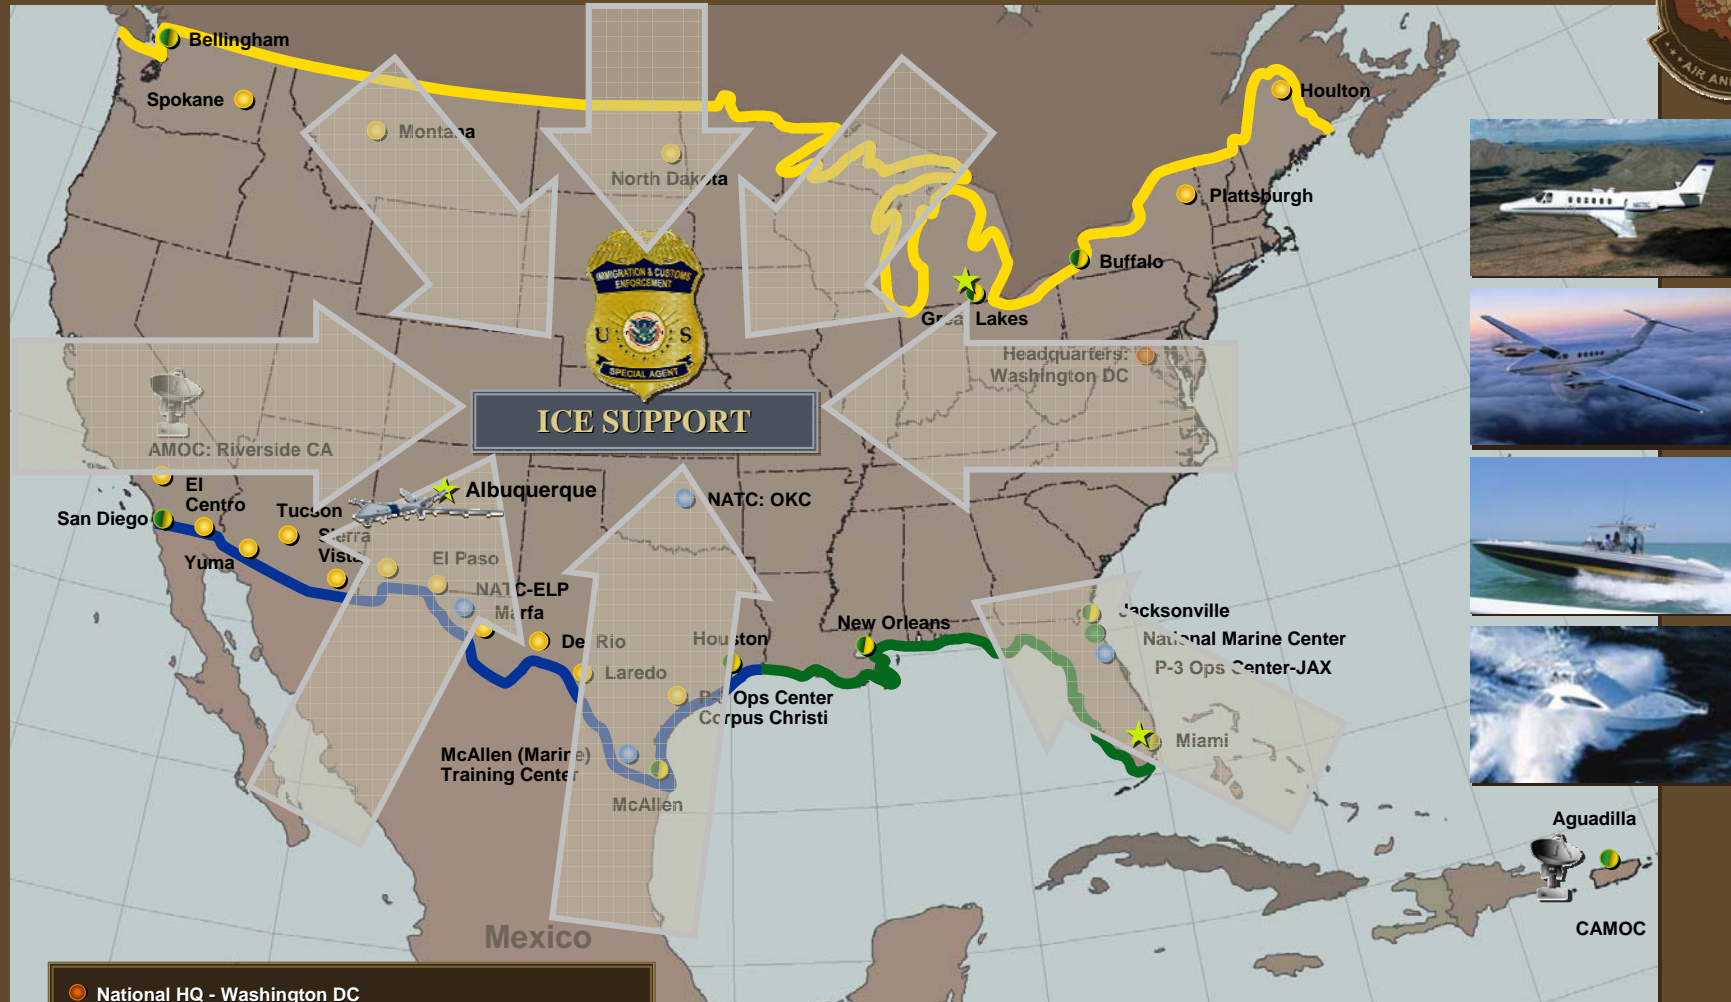 Bellingham
Spokane
Montana
North Dakota
Houlton
Plattsburgh
Buffalo
Great Lakes
Headquarters:
Washington DC
AIR AN
IMMIGRATION & CUSTOMS
ENFORCEMENT
U S
SPECIAL AGENT
ICE SUPPORT
AMOC: Riverside CA
El
Centro
San Diego
Yuma
Tucson
Sierra
Vista
Albuquerque
El Paso
NATC-ELP
Marfa
Del Rio
Laredo
NATC: OKC
Houston
Ops Center
Corpus Christi
McAllen (Marine)
Training Center
McAllen
New Orleans
Jacksonville
National Marine Center
P-3 Ops Center-JAX
Miami
Aguadilla
CAMOC
Mexico
National HQ - Washington DC